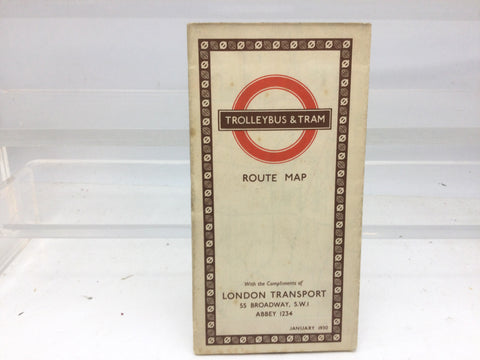 TROLLEYBUS & TRAM
ROUTE MAP
With the Compliments of
LONDON TRANSPORT
55 BROADWAY, S.W.1
ABBEY 1234
JANUARY 1950